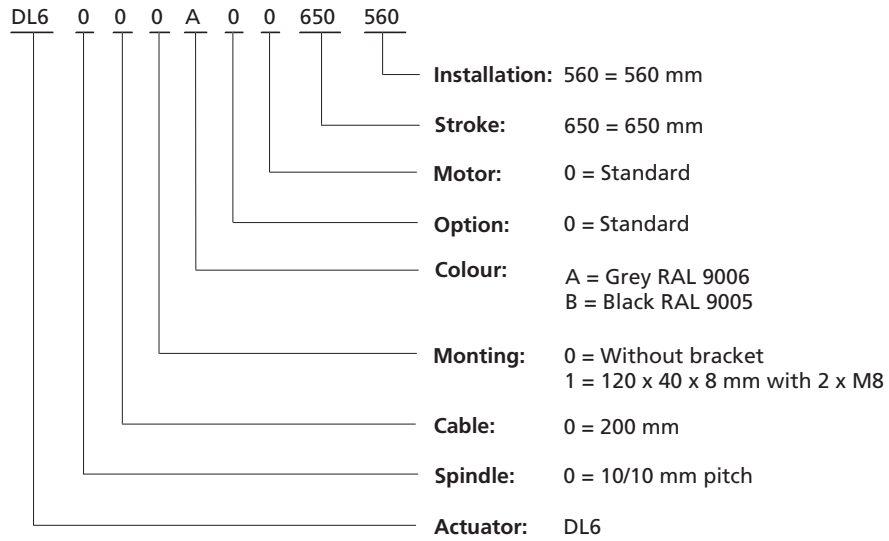 DL6 0 0 0 A 0 0 650 560
Installation: 560 = 560 mm
Stroke: 650 = 650 mm
Motor: 0 = Standard
Option: 0 = Standard
Colour: A = Grey RAL 9006
B = Black RAL 9005
Monting: 0 = Without bracket
1 = 120 x 40 x 8 mm with 2 x M8
Cable: 0 = 200 mm
Spindle: 0 = 10/10 mm pitch
Actuator: DL6